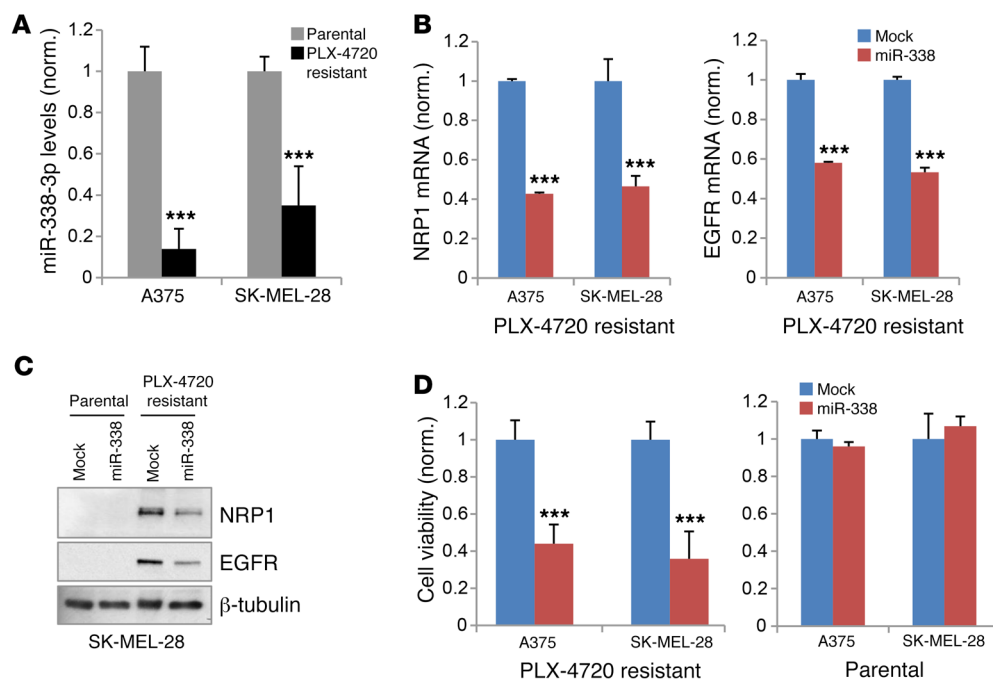 A
miR-338-3p levels (norm.)
1.2
1
0.8
0.6
0.4
0.2
0
Parental
PLX-4720
resistant
***
***
A375
SK-MEL-28
B
NRP1 mRNA (norm.)
1.2
1
0.8
0.6
0.4
0.2
0
***
***
A375
SK-MEL-28
PLX-4720 resistant
EGFR mRNA (norm.)
1.2
1
0.8
0.6
0.4
0.2
0
Mock
miR-338
***
***
A375
SK-MEL-28
PLX-4720 resistant
C
Parental
PLX-4720
resistant
Mock
miR-338
Mock
miR-338
NRP1
EGFR
β-tubulin
SK-MEL-28
D
Cell viability (norm.)
1.2
1
0.8
0.6
0.4
0.2
0
***
***
A375
SK-MEL-28
PLX-4720 resistant
Mock
miR-338
1.2
1
0.8
0.6
0.4
0.2
0
A375
SK-MEL-28
Parental